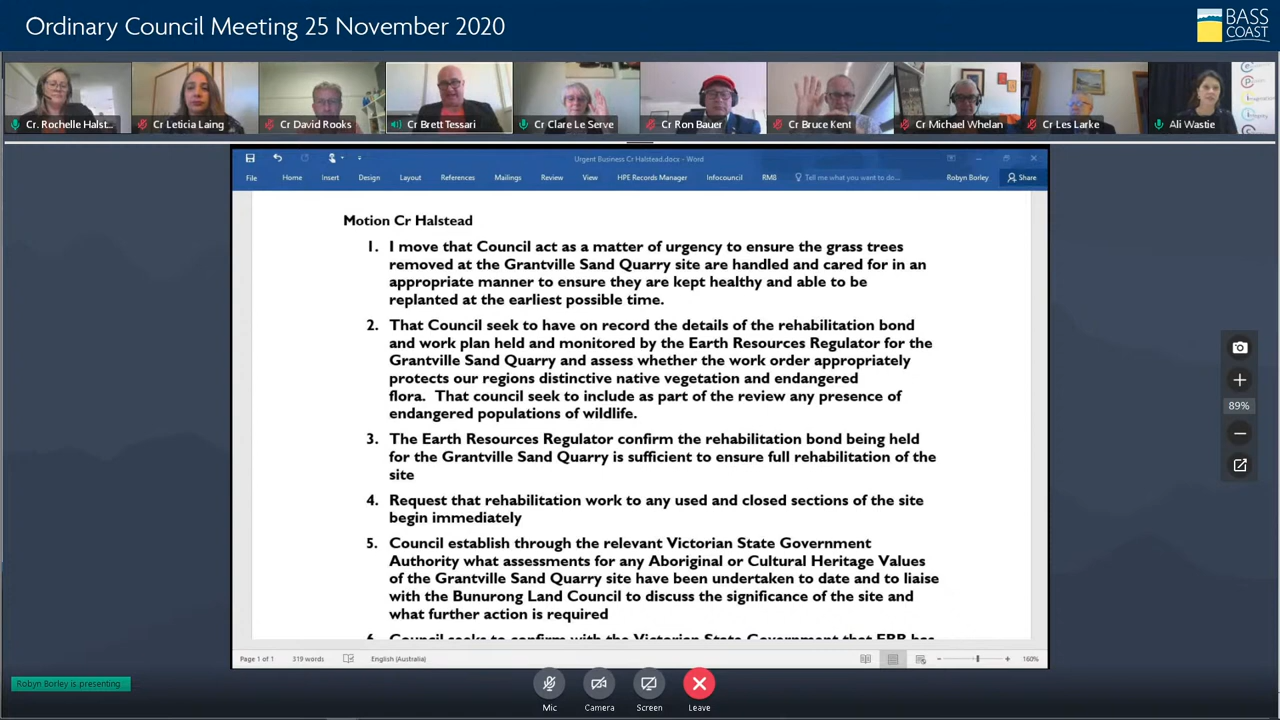 Ordinary Council Meeting 25 November 2020
BASS
COAST
Cr. Rochelle Halst...
Cr Leticia Laing
Cr David Rooks
Cr Brett Tessari
Cr Clare Le Serve
Cr Ron Bauer
Cr Bruce Kent
Cr Michael Whelan
Cr Les Larke
Ali Wastie
Urgent Business Cr Halstead.docx - Word
File Home Insert Design Layout References Mailings Review View HPE Records Manager Infocouncil RMB Tell me what you want to do... Robyn Borley Share
Motion Cr Halstead
1. I move that Council act as a matter of urgency to ensure the grass trees
removed at the Grantville Sand Quarry site are handled and cared for in an
appropriate manner to ensure they are kept healthy and able to be
replanted at the earliest possible time.
2. That Council seek to have on record the details of the rehabilitation bond
and work plan held and monitored by the Earth Resources Regulator for the
Grantville Sand Quarry and assess whether the work order appropriately
protects our regions distinctive native vegetation and endangered
flora. That council seek to include as part of the review any presence of
endangered populations of wildlife.
3. The Earth Resources Regulator confirm the rehabilitation bond being held
for the Grantville Sand Quarry is sufficient to ensure full rehabilitation of the
site
4. Request that rehabilitation work to any used and closed sections of the site
begin immediately
5. Council establish through the relevant Victorian State Government
Authority what assessments for any Aboriginal or Cultural Heritage Values
of the Grantville Sand Quarry site have been undertaken to date and to liaise
with the Bunurong Land Council to discuss the significance of the site and
what further action is required
6. Council seeks to confirm with the Victorian State Government that ERR has
89%
Page 1 of 1 319 words English (Australia) 160%
Robyn Borley is presenting
Mic Camera Screen Leave